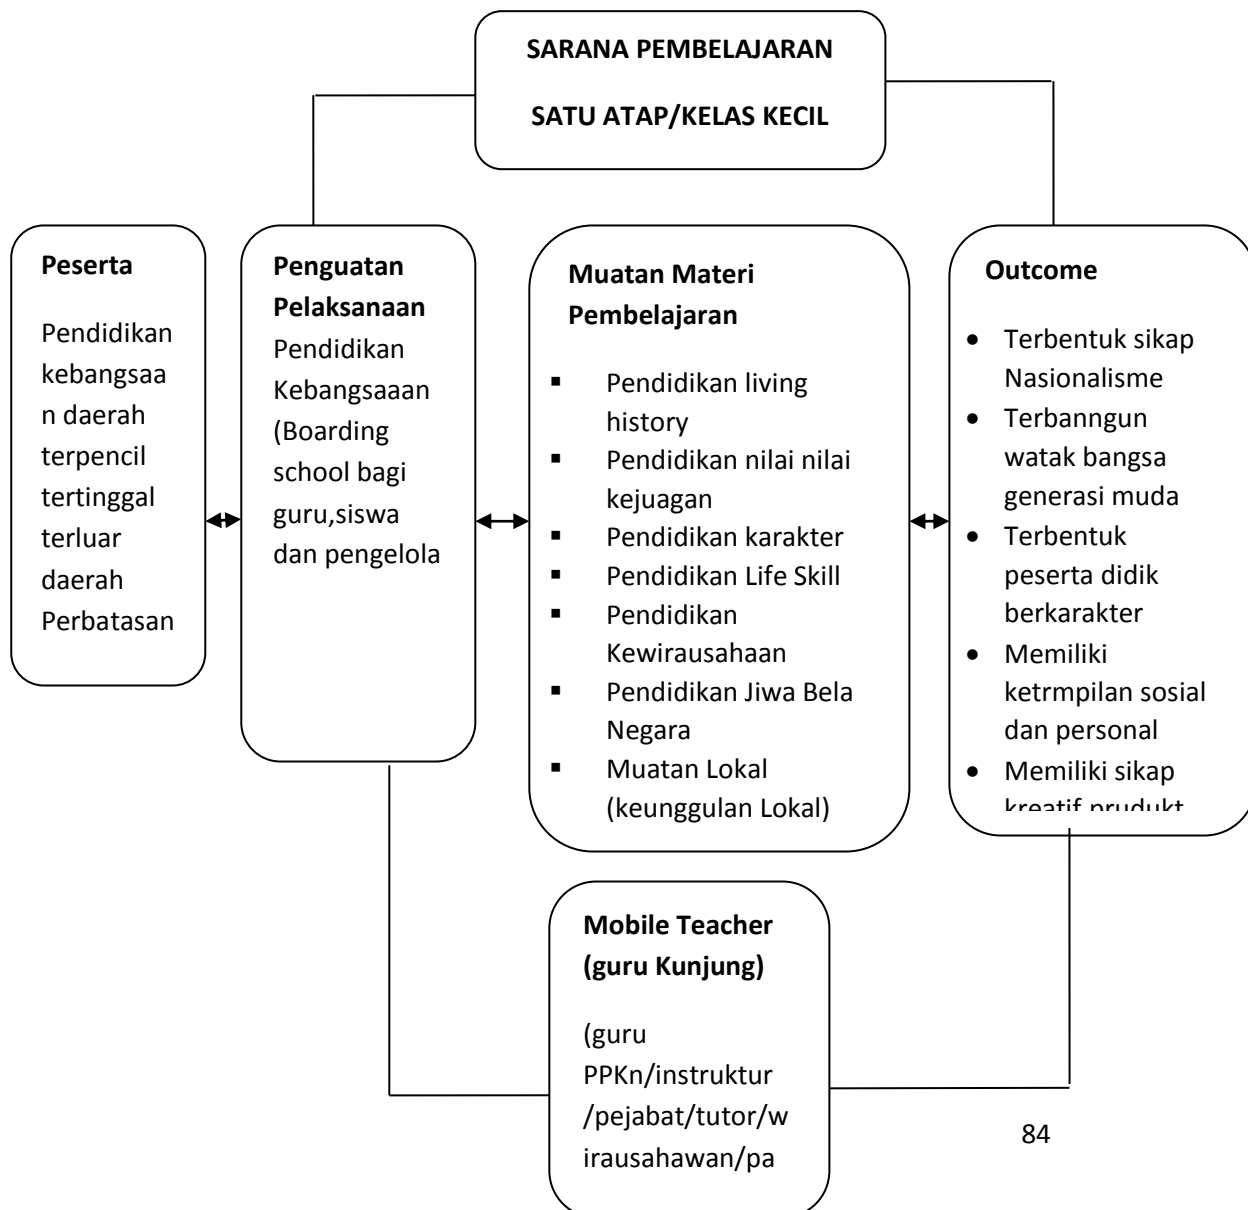 SARANA PEMBELAJARAN
SATU ATAP/KELAS KECIL
Peserta
Pendidikan
kebangsaa
n daerah
terpencil
tertinggal
terluar
daerah
Perbatasan
Penguatan
Pelaksanaan
Pendidikan
Kebangsaaan
(Boarding
school bagi
guru,siswa
dan pengelola
Muatan Materi
Pembelajaran
▪ Pendidikan living
history
▪ Pendidikan nilai nilai
kejuagan
▪ Pendidikan karakter
▪ Pendidikan Life Skill
▪ Pendidikan
Kewirausahaan
▪ Pendidikan Jiwa Bela
Negara
▪ Muatan Lokal
(keunggulan Lokal)
Outcome
• Terbentuk sikap
Nasionalisme
• Terbanngun
watak bangsa
generasi muda
• Terbentuk
peserta didik
berkarakter
• Memiliki
ketrmpilan sosial
dan personal
• Memiliki sikap
kreatif prudukt
Mobile Teacher
(guru Kunjung)
(guru
PPKn/instruktur
/pejabat/tutor/w
irausahawan/pa
84